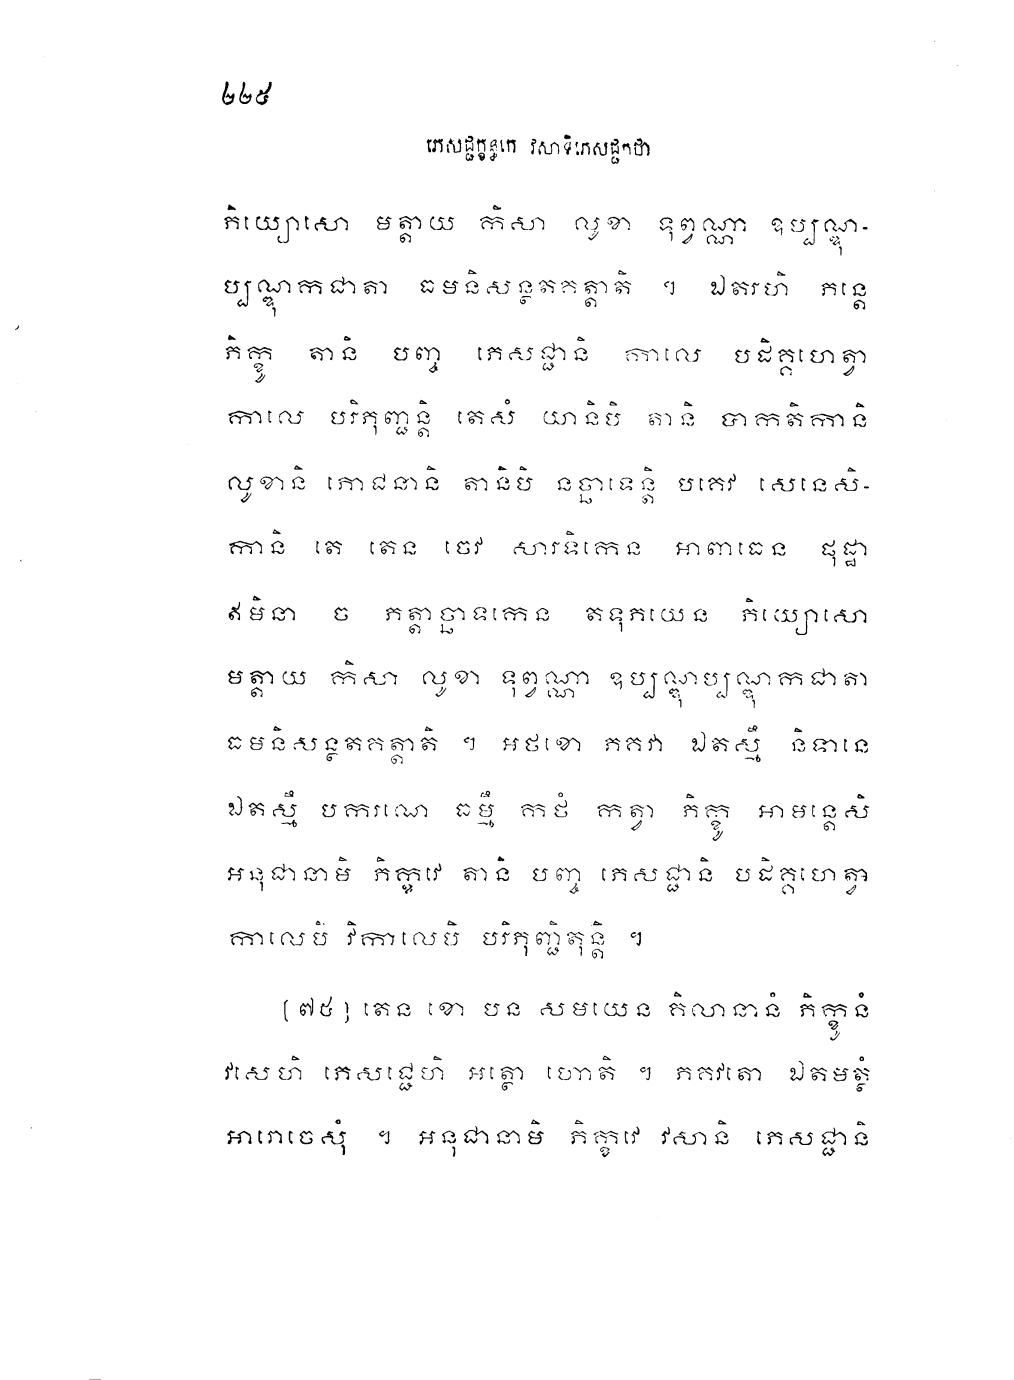 ២២៥
ភេសជ្ជក្ខន្ធកេ វសាទិភេសជ្ជកថា
ភិយ្យោសោ មត្តាយ កិសា លូខា ទុព្វណ្ណា ឧប្បណ្ឌុ-
ប្បណ្ឌុកកជាតា ធមនិសន្ថតកត្តាតិ ។ ឯតរហិ ភន្តេ
ភិក្ខូ តានិ បញ្ច ភេសជ្ជានិ កាលេ បដិគ្គហេត្វា
កាលេ បរិភុញ្ជន្តិ តេសំ យានិបិ តានិ បាកតិកានិ
លូខានិ ភោជនានិ តានិបិ នច្ឆាទេន្តិ បគេវ សេនេសិ-
កានិ តេ តេន ចេវ សារទិកេន អាពាធេន ផុដ្ឋា
ឥមិនា ច ភត្តាច្ឆាទកេន តទុភយេន ភិយ្យោសោ
មត្តាយ កិសា លូខា ទុព្វណ្ណា ឧប្បណ្ឌុប្បណ្ឌុកកជាតា
ធមនិសន្ថតកត្តាតិ ។ អថខោ ភគវា ឯតស្មឹ និទានេ
ឯតស្មឹ បករណេ ធម្មឹ កថំ កត្វា ភិក្ខូ អាមន្តេសិ
អនុជានាមិ ភិក្ខវេ តានិ បញ្ច ភេសជ្ជានិ បដិគ្គហេត្វា
កាលេបិ វិកាលេបិ បរិភុញ្ជិតុន្តិ ។
[៧៥] តេន ខោ បន សមយេន គិលានានំ ភិក្ខូនំ
វសេហិ ភេសជ្ជេហិ អត្ថោ ហោតិ ។ ភគវតោ ឯតមត្ថំ
អារោចេសុំ ។ អនុជានាមិ ភិក្ខវេ វសានិ ភេសជ្ជានិ